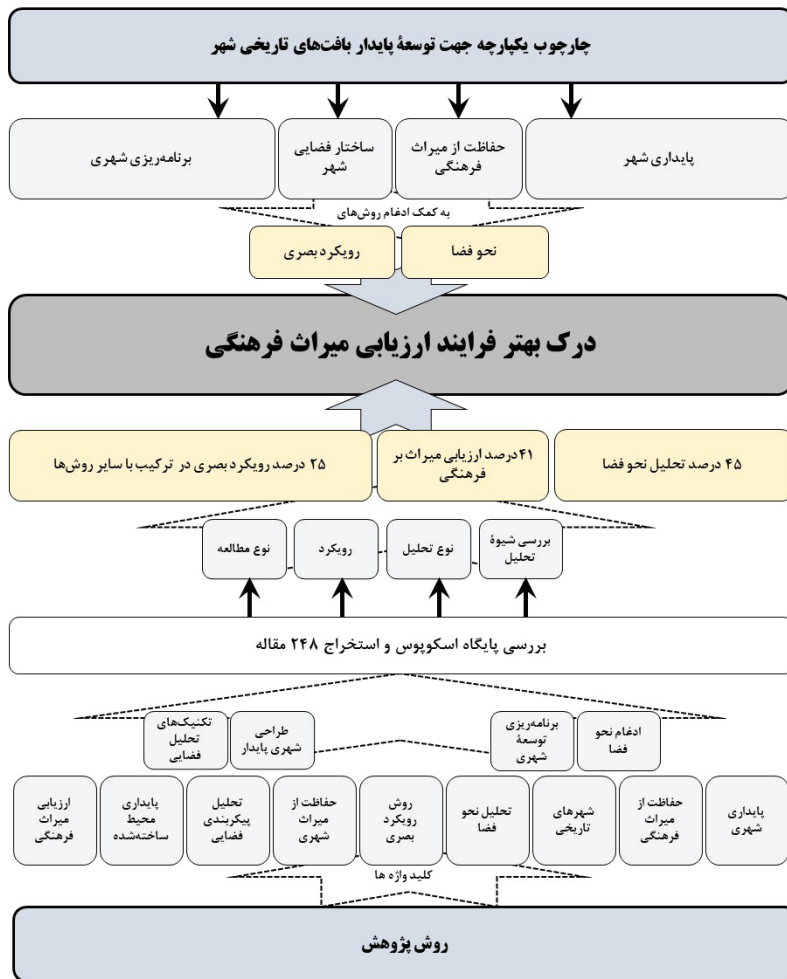 چارچوب یکپارچه جهت توسعۀ پایدار بافت‌های تاریخی شهر
پایداری شهر
حفاظت از میراث
فرهنگی
ساختار فضایی
شهر
برنامه‌ریزی شهری
به کمک ادغام روش‌های
نحو فضا
رویکرد بصری
درک بهتر فرایند ارزیابی میراث فرهنگی
۴۵ درصد تحلیل نحو فضا
۴۱درصد ارزیابی میراث بر
فرهنگی
۲۵ درصد رویکرد بصری در ترکیب با سایر روش‌ها
بررسی شیوۀ
تحلیل
نوع تحلیل
رویکرد
نوع مطالعه
بررسی پایگاه اسکوپوس و استخراج ۲۴۸ مقاله
ادغام نحو
فضا
برنامه‌ریزی
توسعۀ
شهری
طراحی
شهری پایدار
تکنیک‌های
تحلیل
فضایی
پایداری
شهری
حفاظت از
میراث
فرهنگی
شهرهای
تاریخی
تحلیل نحو
فضا
روش
رویکرد
بصری
حفاظت از
میراث
شهری
تحلیل
پیکربندی
فضایی
پایداری
محیط
ساخته‌شده
ارزیابی
میراث
فرهنگی
کلید واژه ها
روش پژوهش